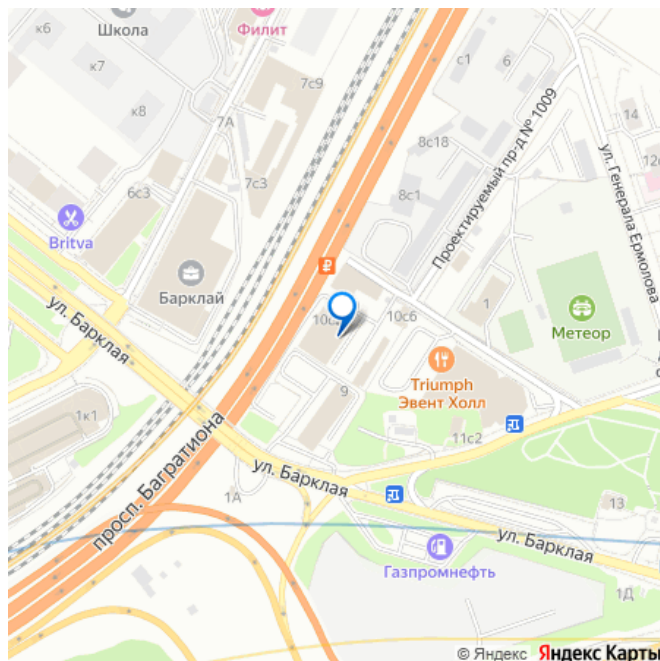 к6
Школа
Филит
к7
7с9
к8
7А
с1
6
8с18
14
12с
Проектируемый пр-д № 1009
ул. Генерала Ермолова
8с1
7с3
6с3
Britva
Барклай
ул. Барклая
10с6
1
Метеор
Triumph
Эвент Холл
9
1к1
11с2
просп. Багратиона
ул. Барклая
1А
13
ул. Барклая
Газпромнефть
1Д
© Яндекс Яндекс Карты